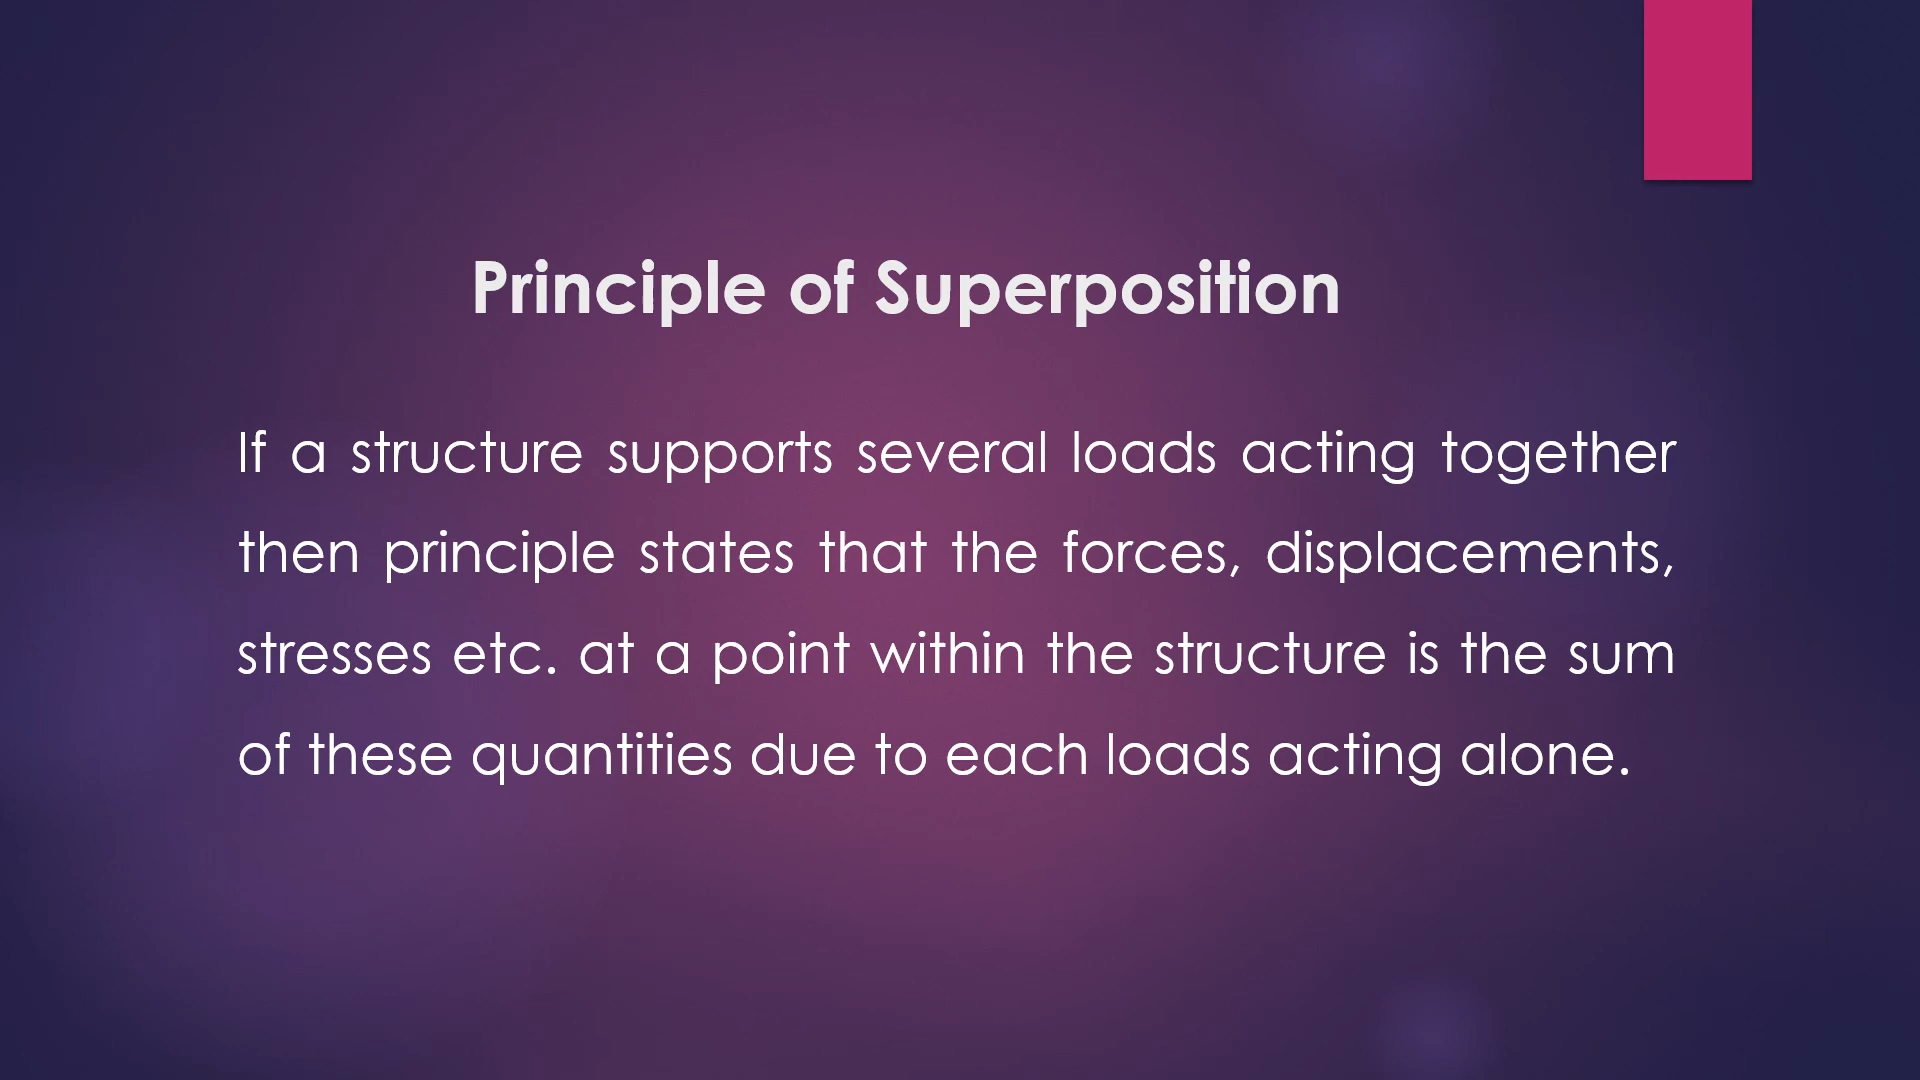 Principle of Superposition
If a structure supports several loads acting together
then principle states that the forces, displacements,
stresses etc. at a point within the structure is the sum
of these quantities due to each loads acting alone.